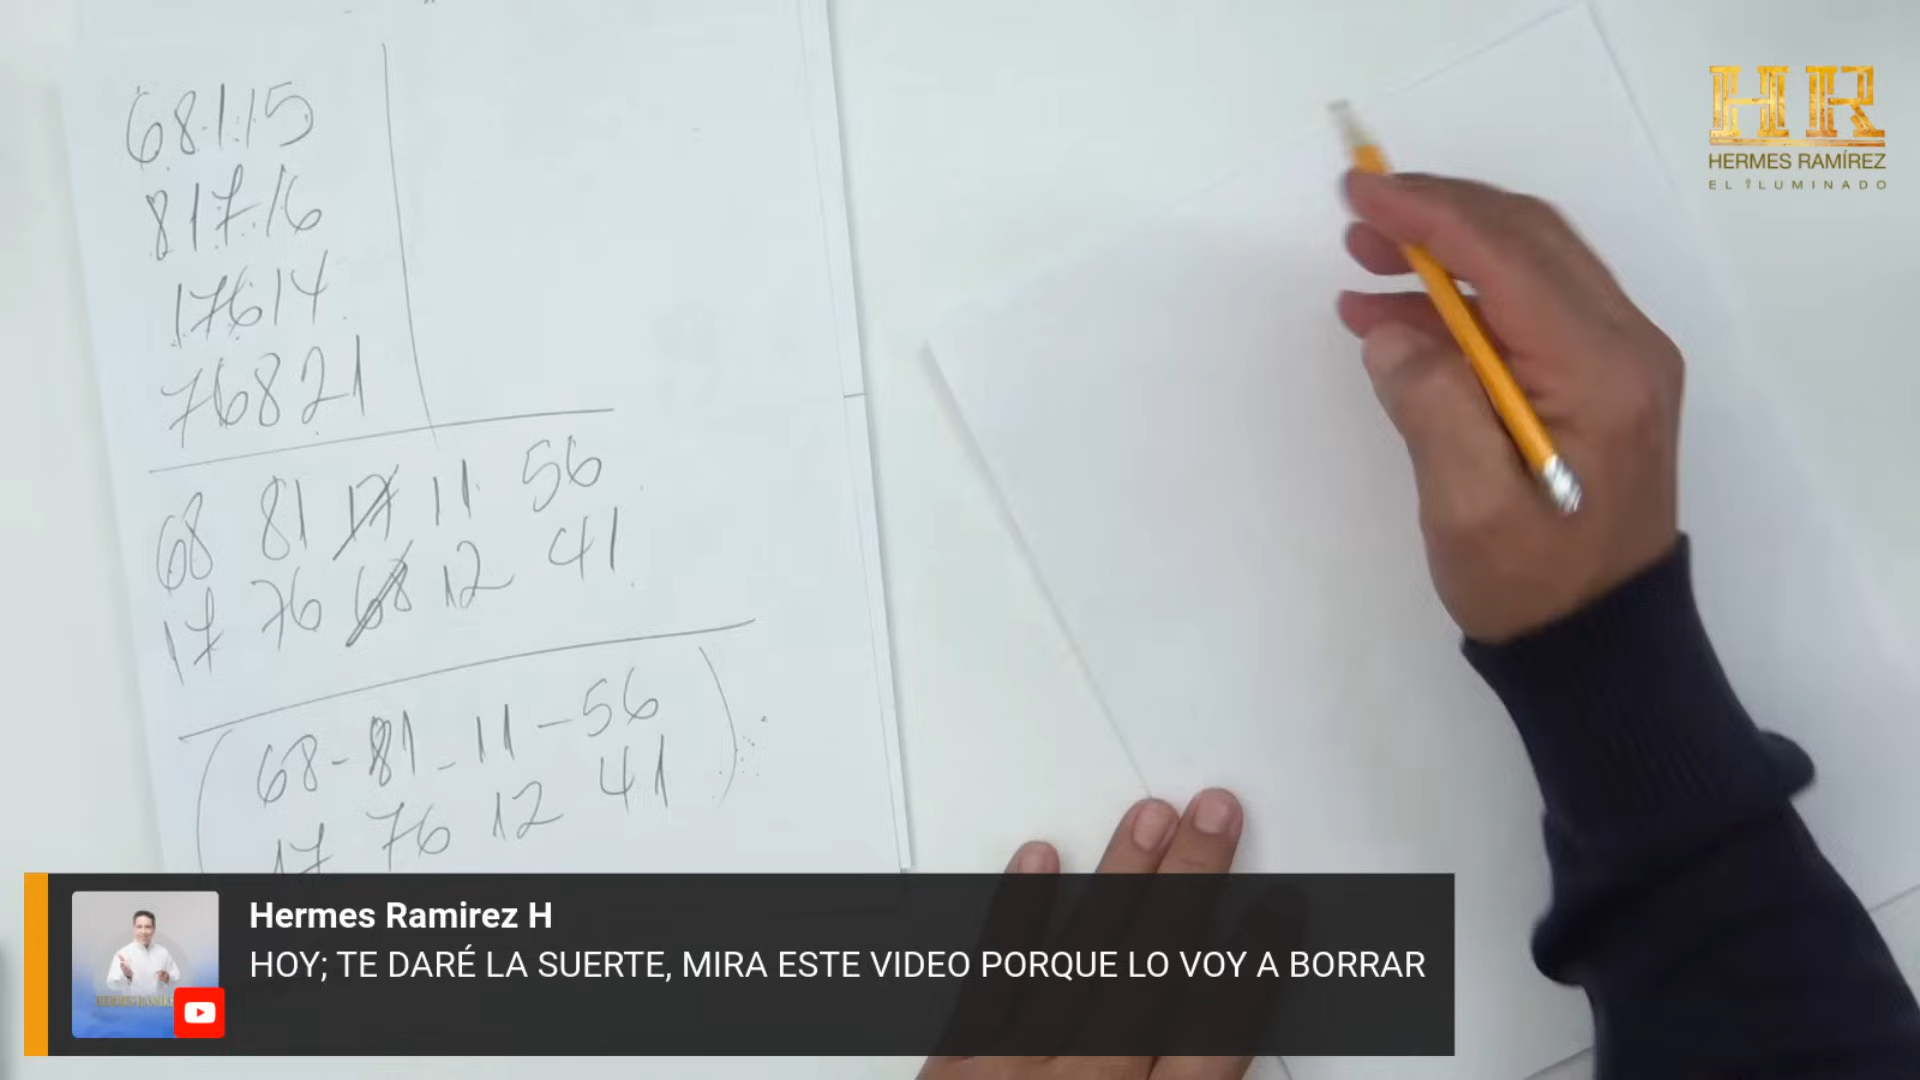 68115
81716
17614
76821
68 81 17 11 56
17 76 68 12 41
68-81-11-56
17 76 12 41
HR
HERMES RAMÍREZ
EL ILUMINADO
Hermes Ramirez H
HOY; TE DARÉ LA SUERTE, MIRA ESTE VIDEO PORQUE LO VOY A BORRAR